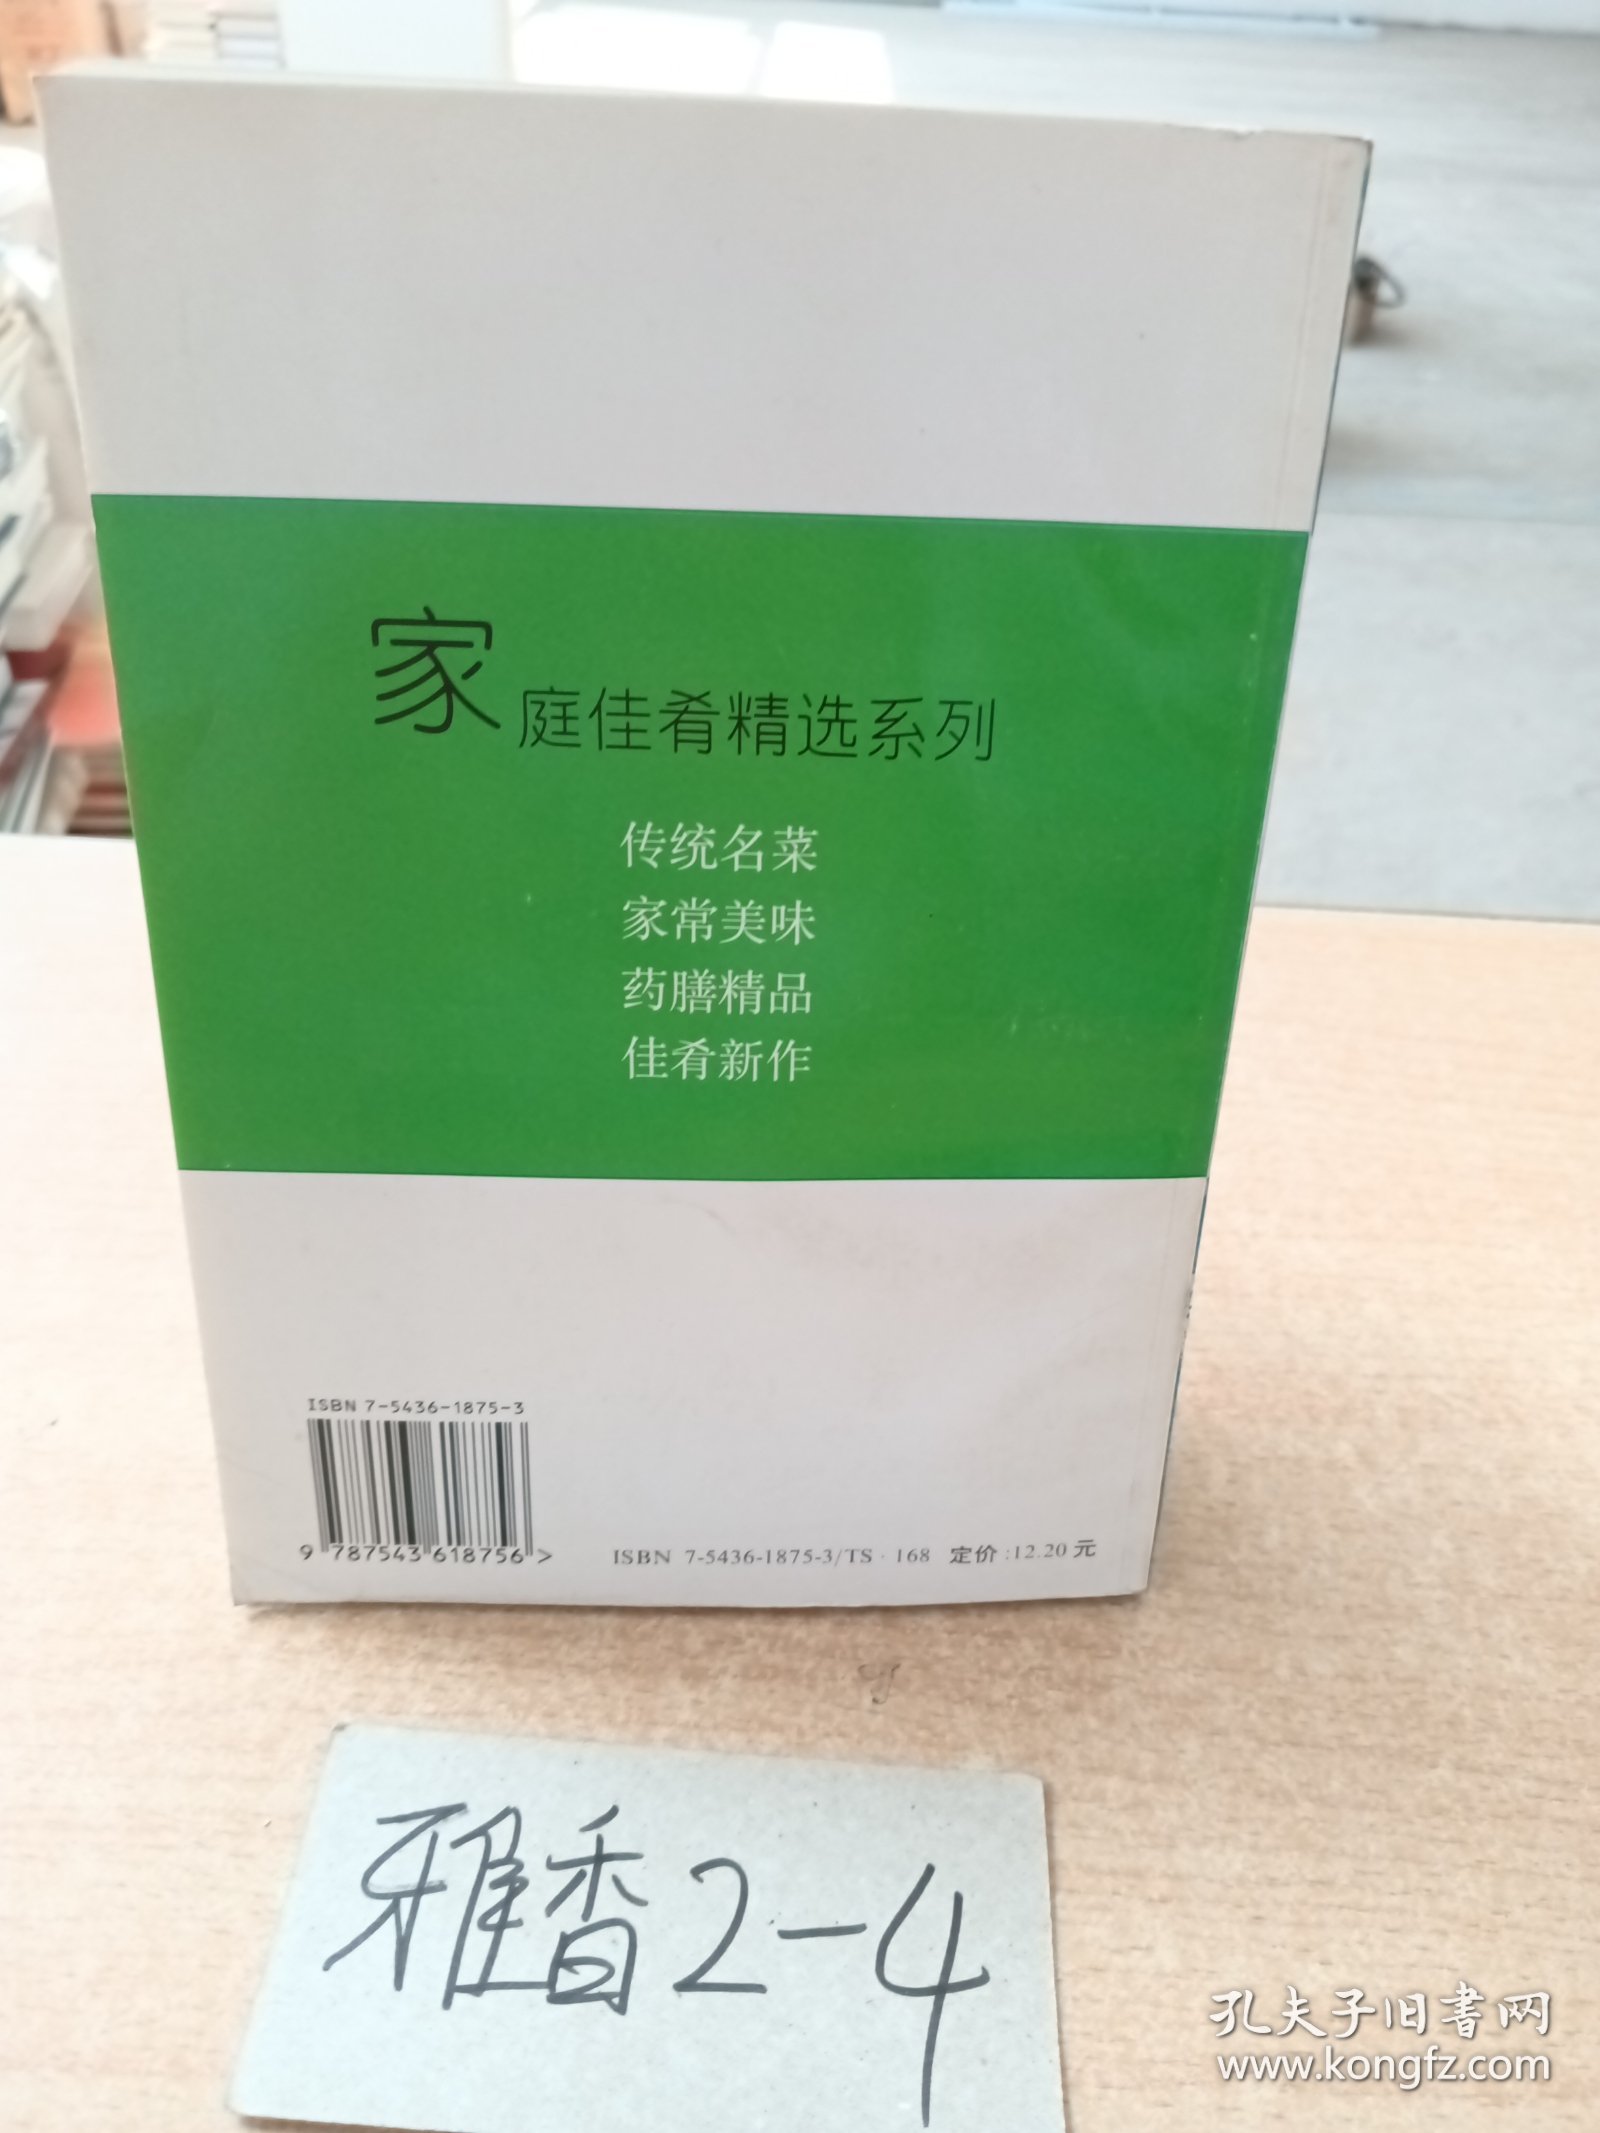 家庭佳肴精选系列
传统名菜
家常美味
药膳精品
佳肴新作
ISBN 7-5436-1875-3
9 787543 618756 >
ISBN 7-5436-1875-3/TS · 168 定价:12.20元
雅香2-4
孔夫子旧书网
www.kongfz.com